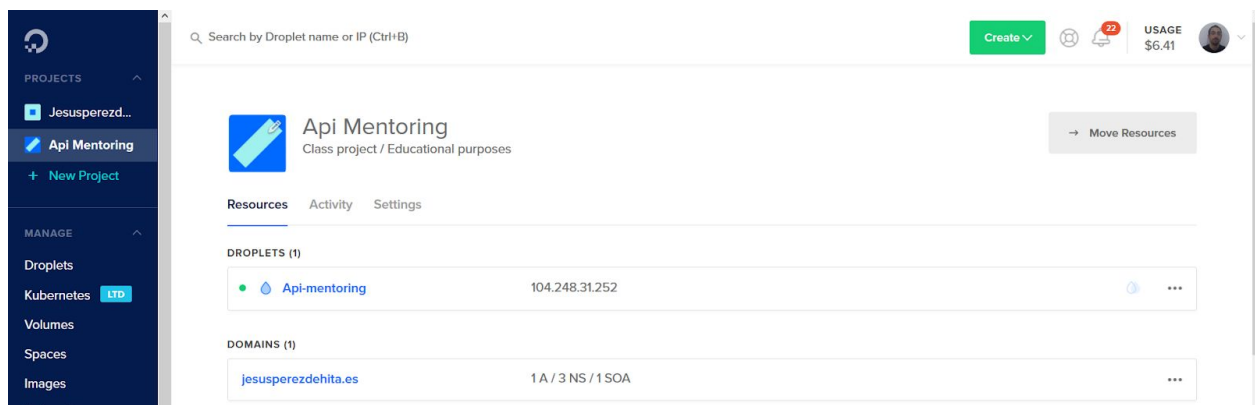 Search by Droplet name or IP (Ctrl+B)
Create
22
USAGE
$6.41
PROJECTS
Jesusperezd...
Api Mentoring
+ New Project
MANAGE
Droplets
Kubernetes LTD
Volumes
Spaces
Images
Api Mentoring
Class project / Educational purposes
→ Move Resources
Resources Activity Settings
DROPLETS (1)
Api-mentoring 104.248.31.252
DOMAINS (1)
jesusperezdehita.es 1 A / 3 NS / 1 SOA